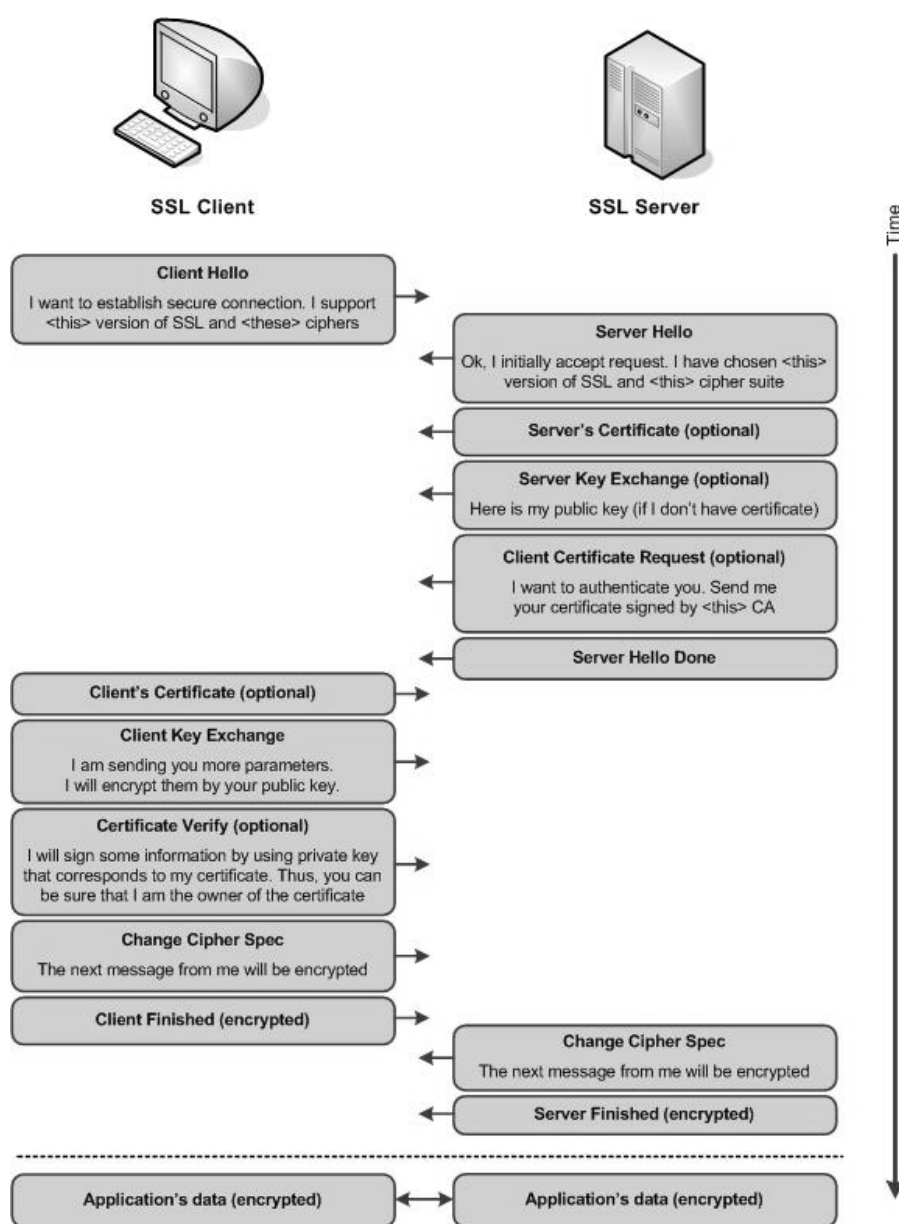 SSL Client
SSL Server
Time
Client Hello
I want to establish secure connection. I support
<this> version of SSL and <these> ciphers
Server Hello
Ok, I initially accept request. I have chosen <this>
version of SSL and <this> cipher suite
Server's Certificate (optional)
Server Key Exchange (optional)
Here is my public key (if I don't have certificate)
Client Certificate Request (optional)
I want to authenticate you. Send me
your certificate signed by <this> CA
Server Hello Done
Client's Certificate (optional)
Client Key Exchange
I am sending you more parameters.
I will encrypt them by your public key.
Certificate Verify (optional)
I will sign some information by using private key
that corresponds to my certificate. Thus, you can
be sure that I am the owner of the certificate
Change Cipher Spec
The next message from me will be encrypted
Client Finished (encrypted)
Change Cipher Spec
The next message from me will be encrypted
Server Finished (encrypted)
Application's data (encrypted)
Application's data (encrypted)